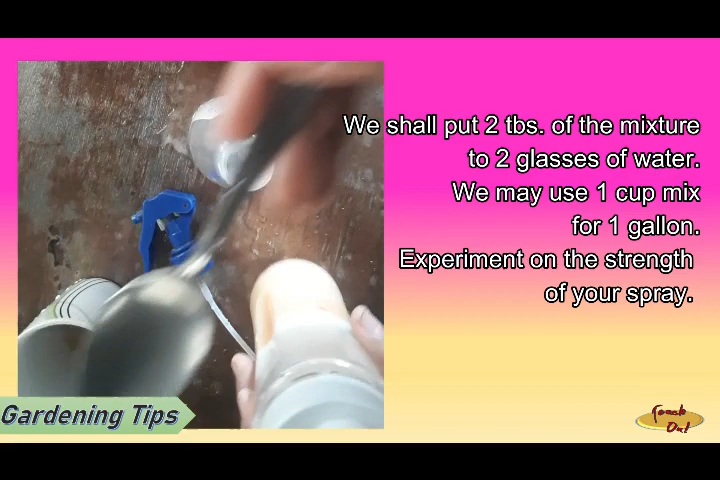 We shall put 2 tbs. of the mixture
to 2 glasses of water.
We may use 1 cup mix
for 1 gallon.
Experiment on the strength
of your spray.
Gardening Tips
Out